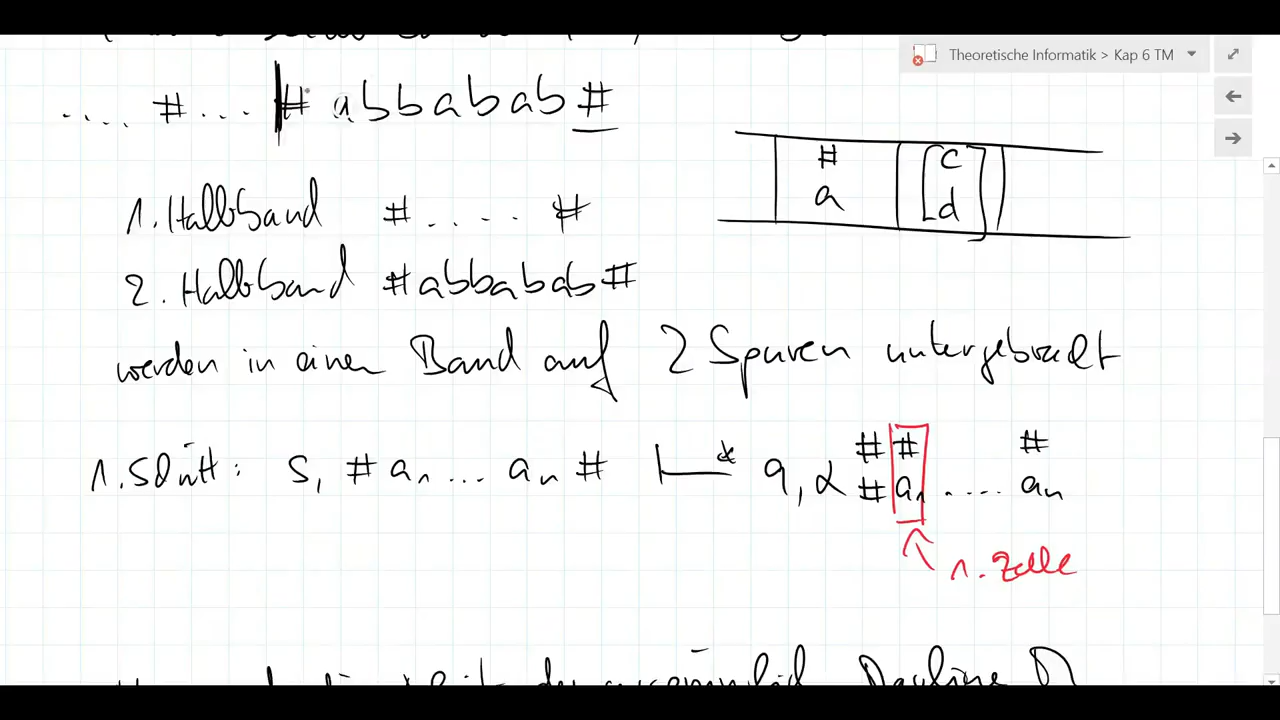 Theoretische Informatik > Kap 6 TM
.... # ... # abbabab #
# a
[c d]
1. Halbband # ..... #
2. Halbband # abbabab #
werden in einen Band auf 2 Spuren untergebracht
1. Schritt: s, # a₁ ... aₙ # ⊢* q, α # # #
# a₁ .... aₙ
1. Zelle